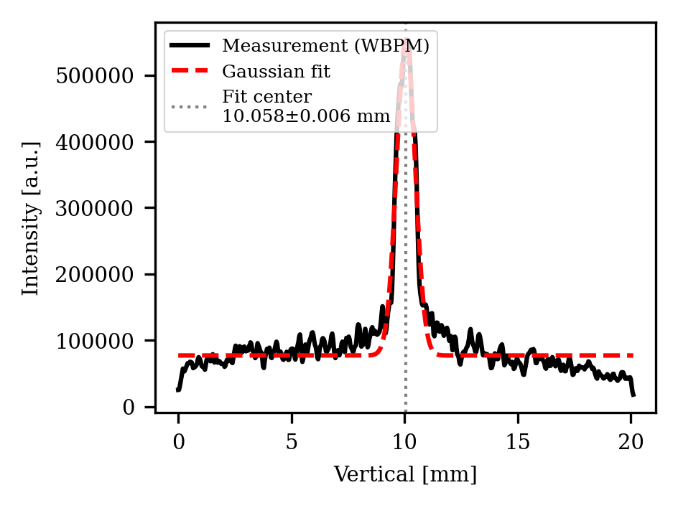 Measurement (WBPM)
Gaussian fit
Fit center
10.058±0.006 mm
500000
400000
300000
200000
100000
0
Intensity [a.u.]
0 5 10 15 20
Vertical [mm]